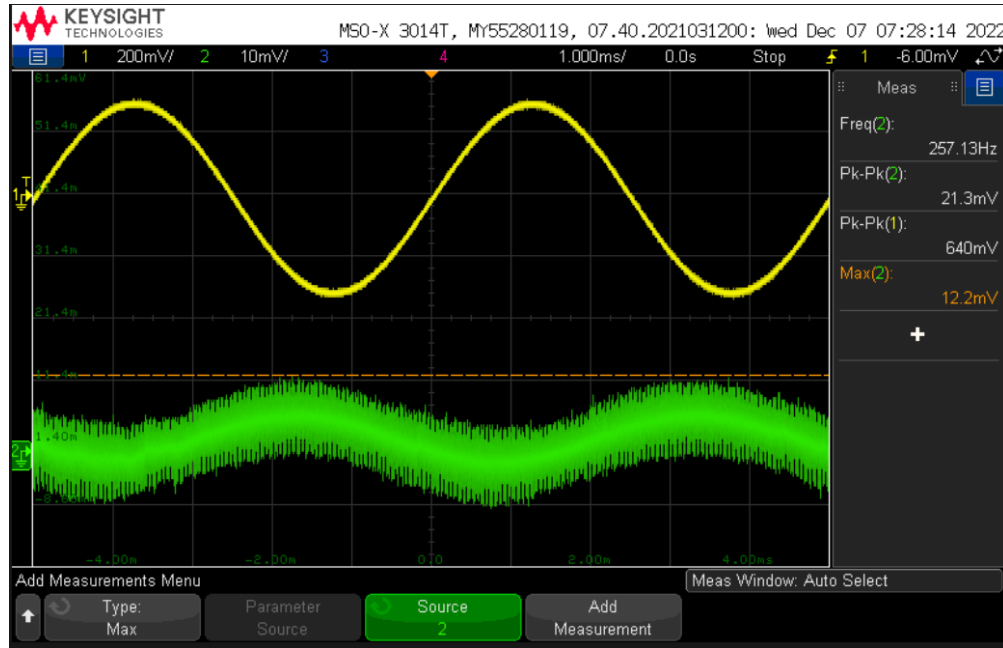 KEYSIGHT
TECHNOLOGIES
MSO-X 3014T, MY55280119, 07.40.2021031200: Wed Dec 07 07:28:14 2022
1 200mV/ 2 10mV/ 3 4 1.000ms/ 0.0s Stop 1 -6.00mV
61.4mV
51.4m
31.4m
21.4m
11.4m
1.40m
-4.00m -2.00m 0.0 2.00m 4.00ms
T
1
2
Meas
Freq(2):
257.13Hz
Pk-Pk(2):
21.3mV
Pk-Pk(1):
640mV
Max(2):
12.2mV
Add Measurements Menu
Meas Window: Auto Select
Type:
Max
Parameter
Source
Source
2
Add
Measurement